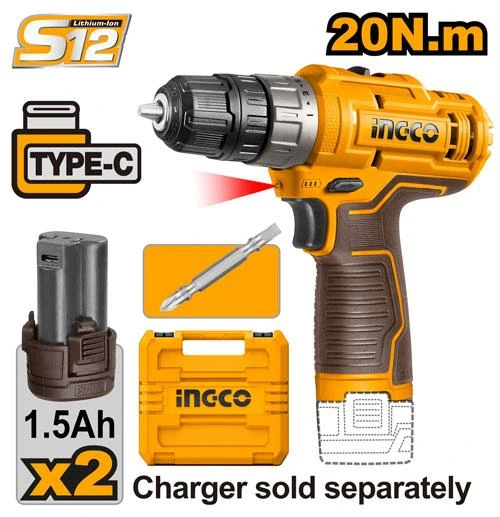 Lithium-Ion
S12
20N.m
INGCO
TYPE-C
INGCO
1.5Ah
x2
Charger sold separately